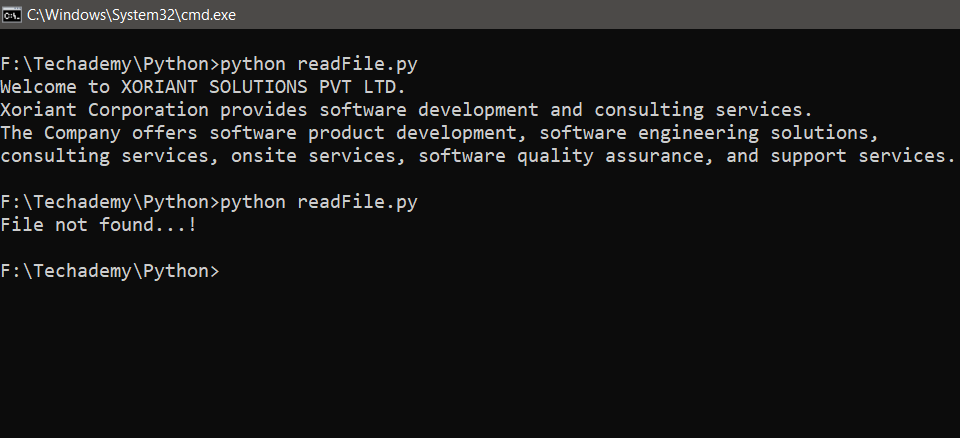 C:\Windows\System32\cmd.exe
F:\Techademy\Python>python readFile.py
Welcome to XORIANT SOLUTIONS PVT LTD.
Xoriant Corporation provides software development and consulting services.
The Company offers software product development, software engineering solutions,
consulting services, onsite services, software quality assurance, and support services.
F:\Techademy\Python>python readFile.py
File not found...!
F:\Techademy\Python>